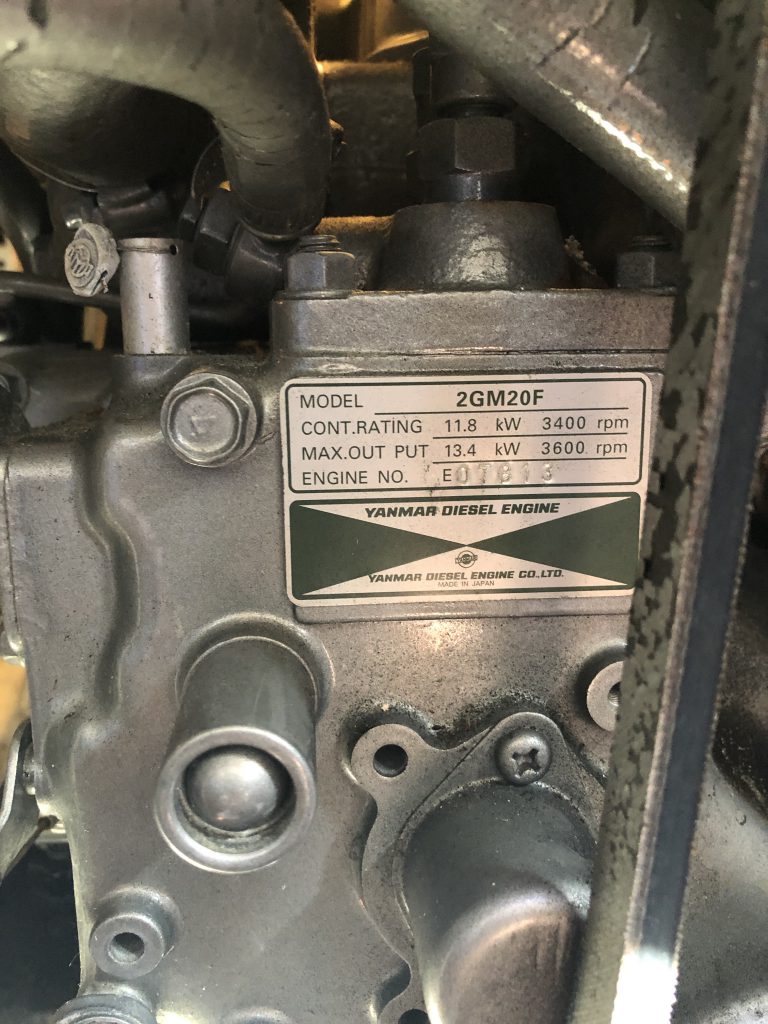 MODEL 2GM20F
CONT.RATING 11.8 kW 3400 rpm
MAX.OUT PUT 13.4 kW 3600 rpm
ENGINE NO. E07813
YANMAR DIESEL ENGINE
YANMAR DIESEL ENGINE CO.,LTD.
MADE IN JAPAN